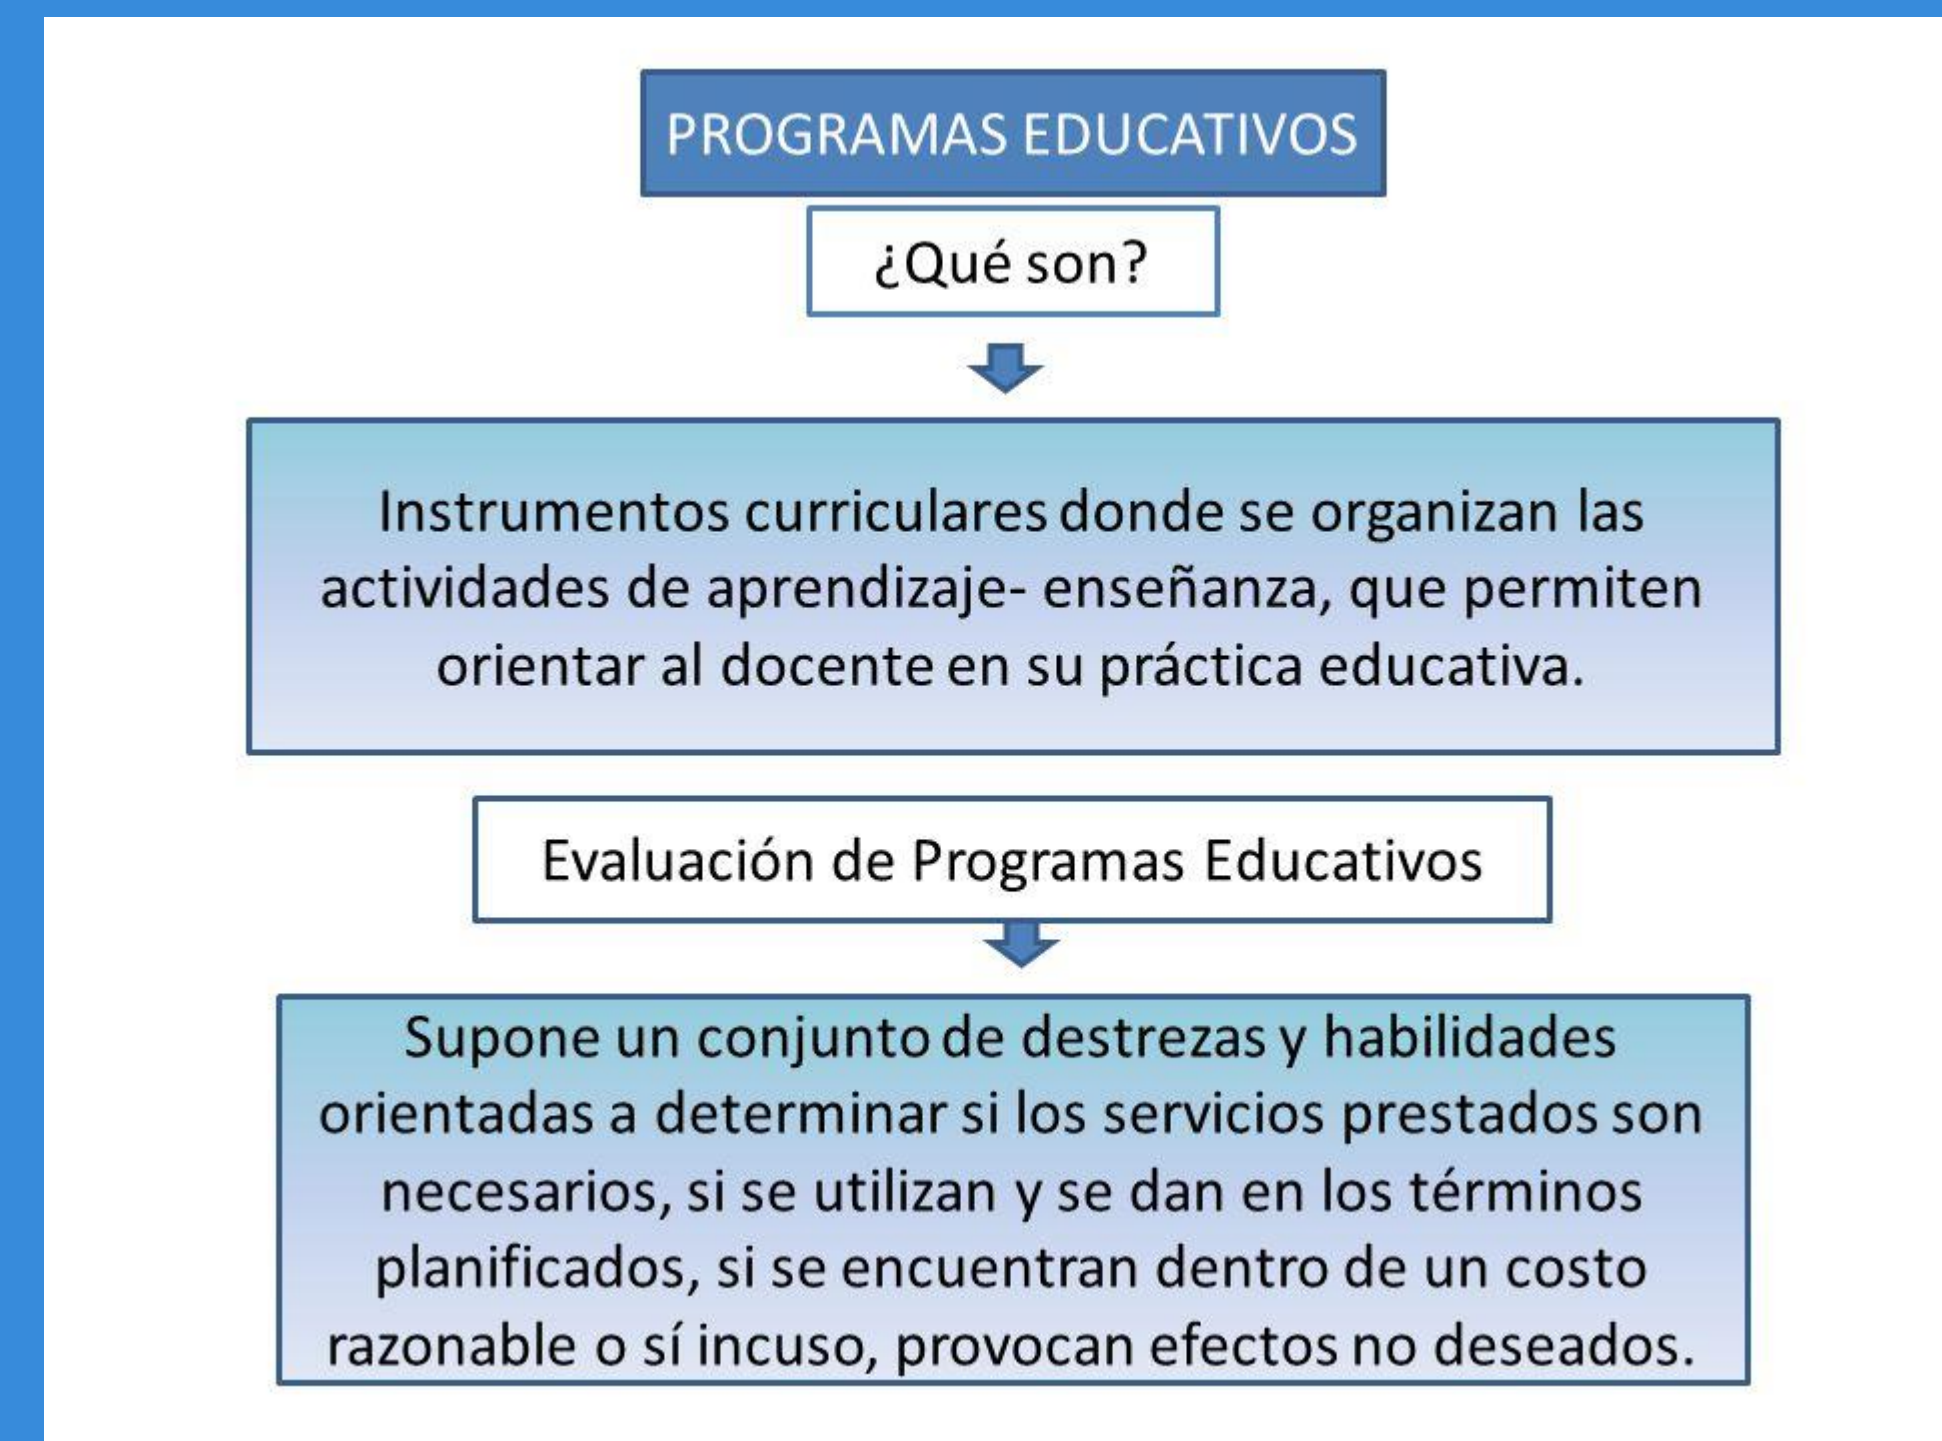 PROGRAMAS EDUCATIVOS
¿Qué son?
Instrumentos curriculares donde se organizan las
actividades de aprendizaje- enseñanza, que permiten
orientar al docente en su práctica educativa.
Evaluación de Programas Educativos
Supone un conjunto de destrezas y habilidades
orientadas a determinar si los servicios prestados son
necesarios, si se utilizan y se dan en los términos
planificados, si se encuentran dentro de un costo
razonable o sí incuso, provocan efectos no deseados.